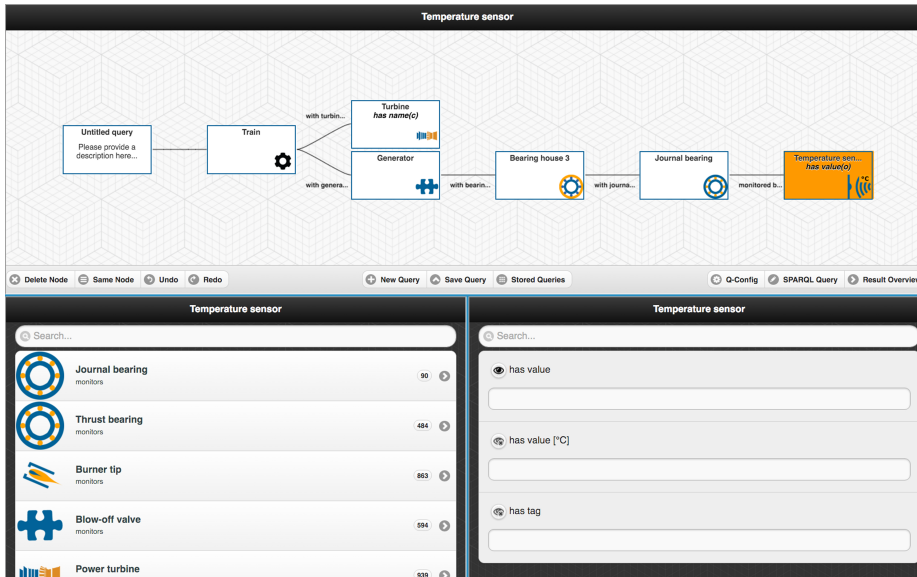 Temperature sensor
Untitled query
Please provide a
description here...
Train
with turbin...
Turbine
has name(c)
with genera...
Generator
with bearin...
Bearing house 3
with journa...
Journal bearing
monitored b...
Temperature sen...
has value(o)
°C
Delete Node
Same Node
Undo
Redo
New Query
Save Query
Stored Queries
Q-Config
SPARQL Query
Result Overview
Temperature sensor
Search...
Journal bearing
monitors
90
Thrust bearing
monitors
484
Burner tip
monitors
863
Blow-off valve
monitors
594
Power turbine
939
Temperature sensor
Search...
has value
has value [°C]
has tag